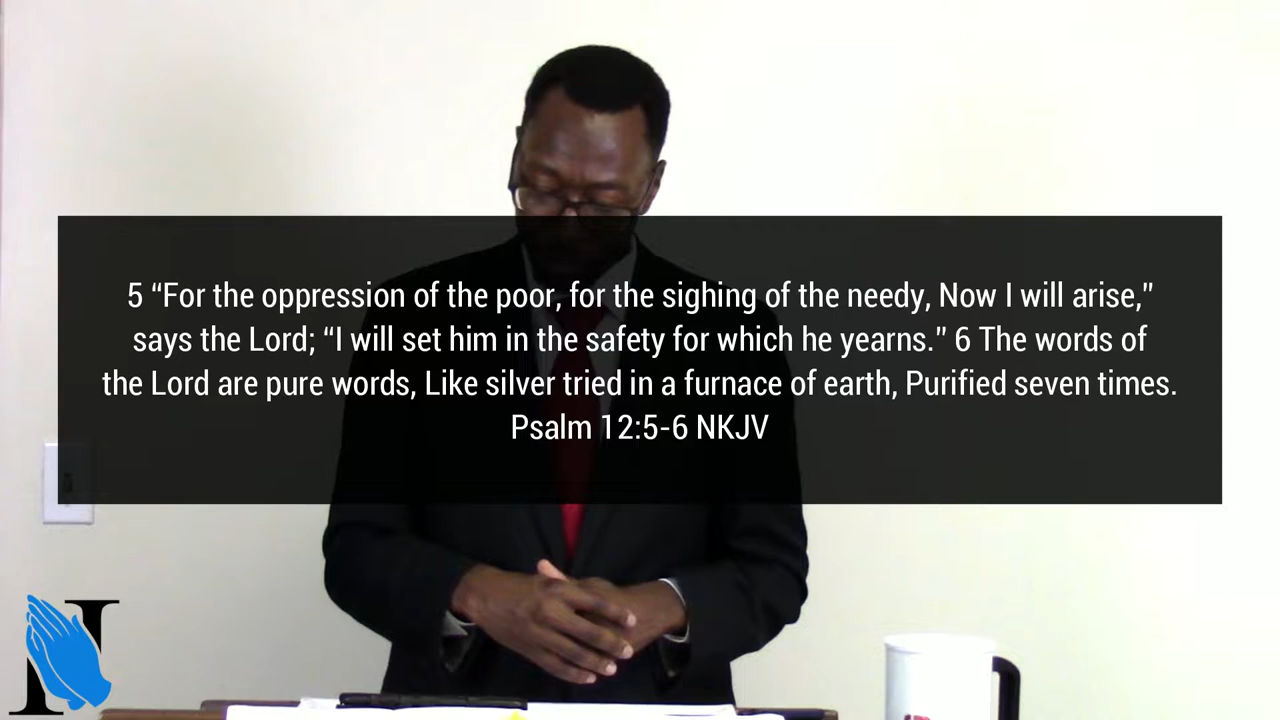 5 “For the oppression of the poor, for the sighing of the needy, Now I will arise,”
says the Lord; “I will set him in the safety for which he yearns.” 6 The words of
the Lord are pure words, Like silver tried in a furnace of earth, Purified seven times.
Psalm 12:5-6 NKJV
N